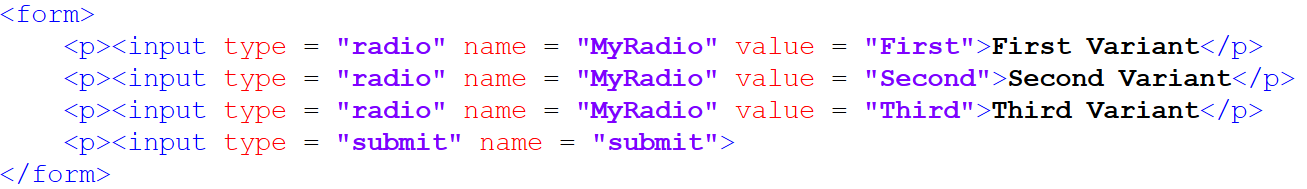 <form>
    <p><input type = "radio" name = "MyRadio" value = "First">First Variant</p>
    <p><input type = "radio" name = "MyRadio" value = "Second">Second Variant</p>
    <p><input type = "radio" name = "MyRadio" value = "Third">Third Variant</p>
    <p><input type = "submit" name = "submit">
</form>